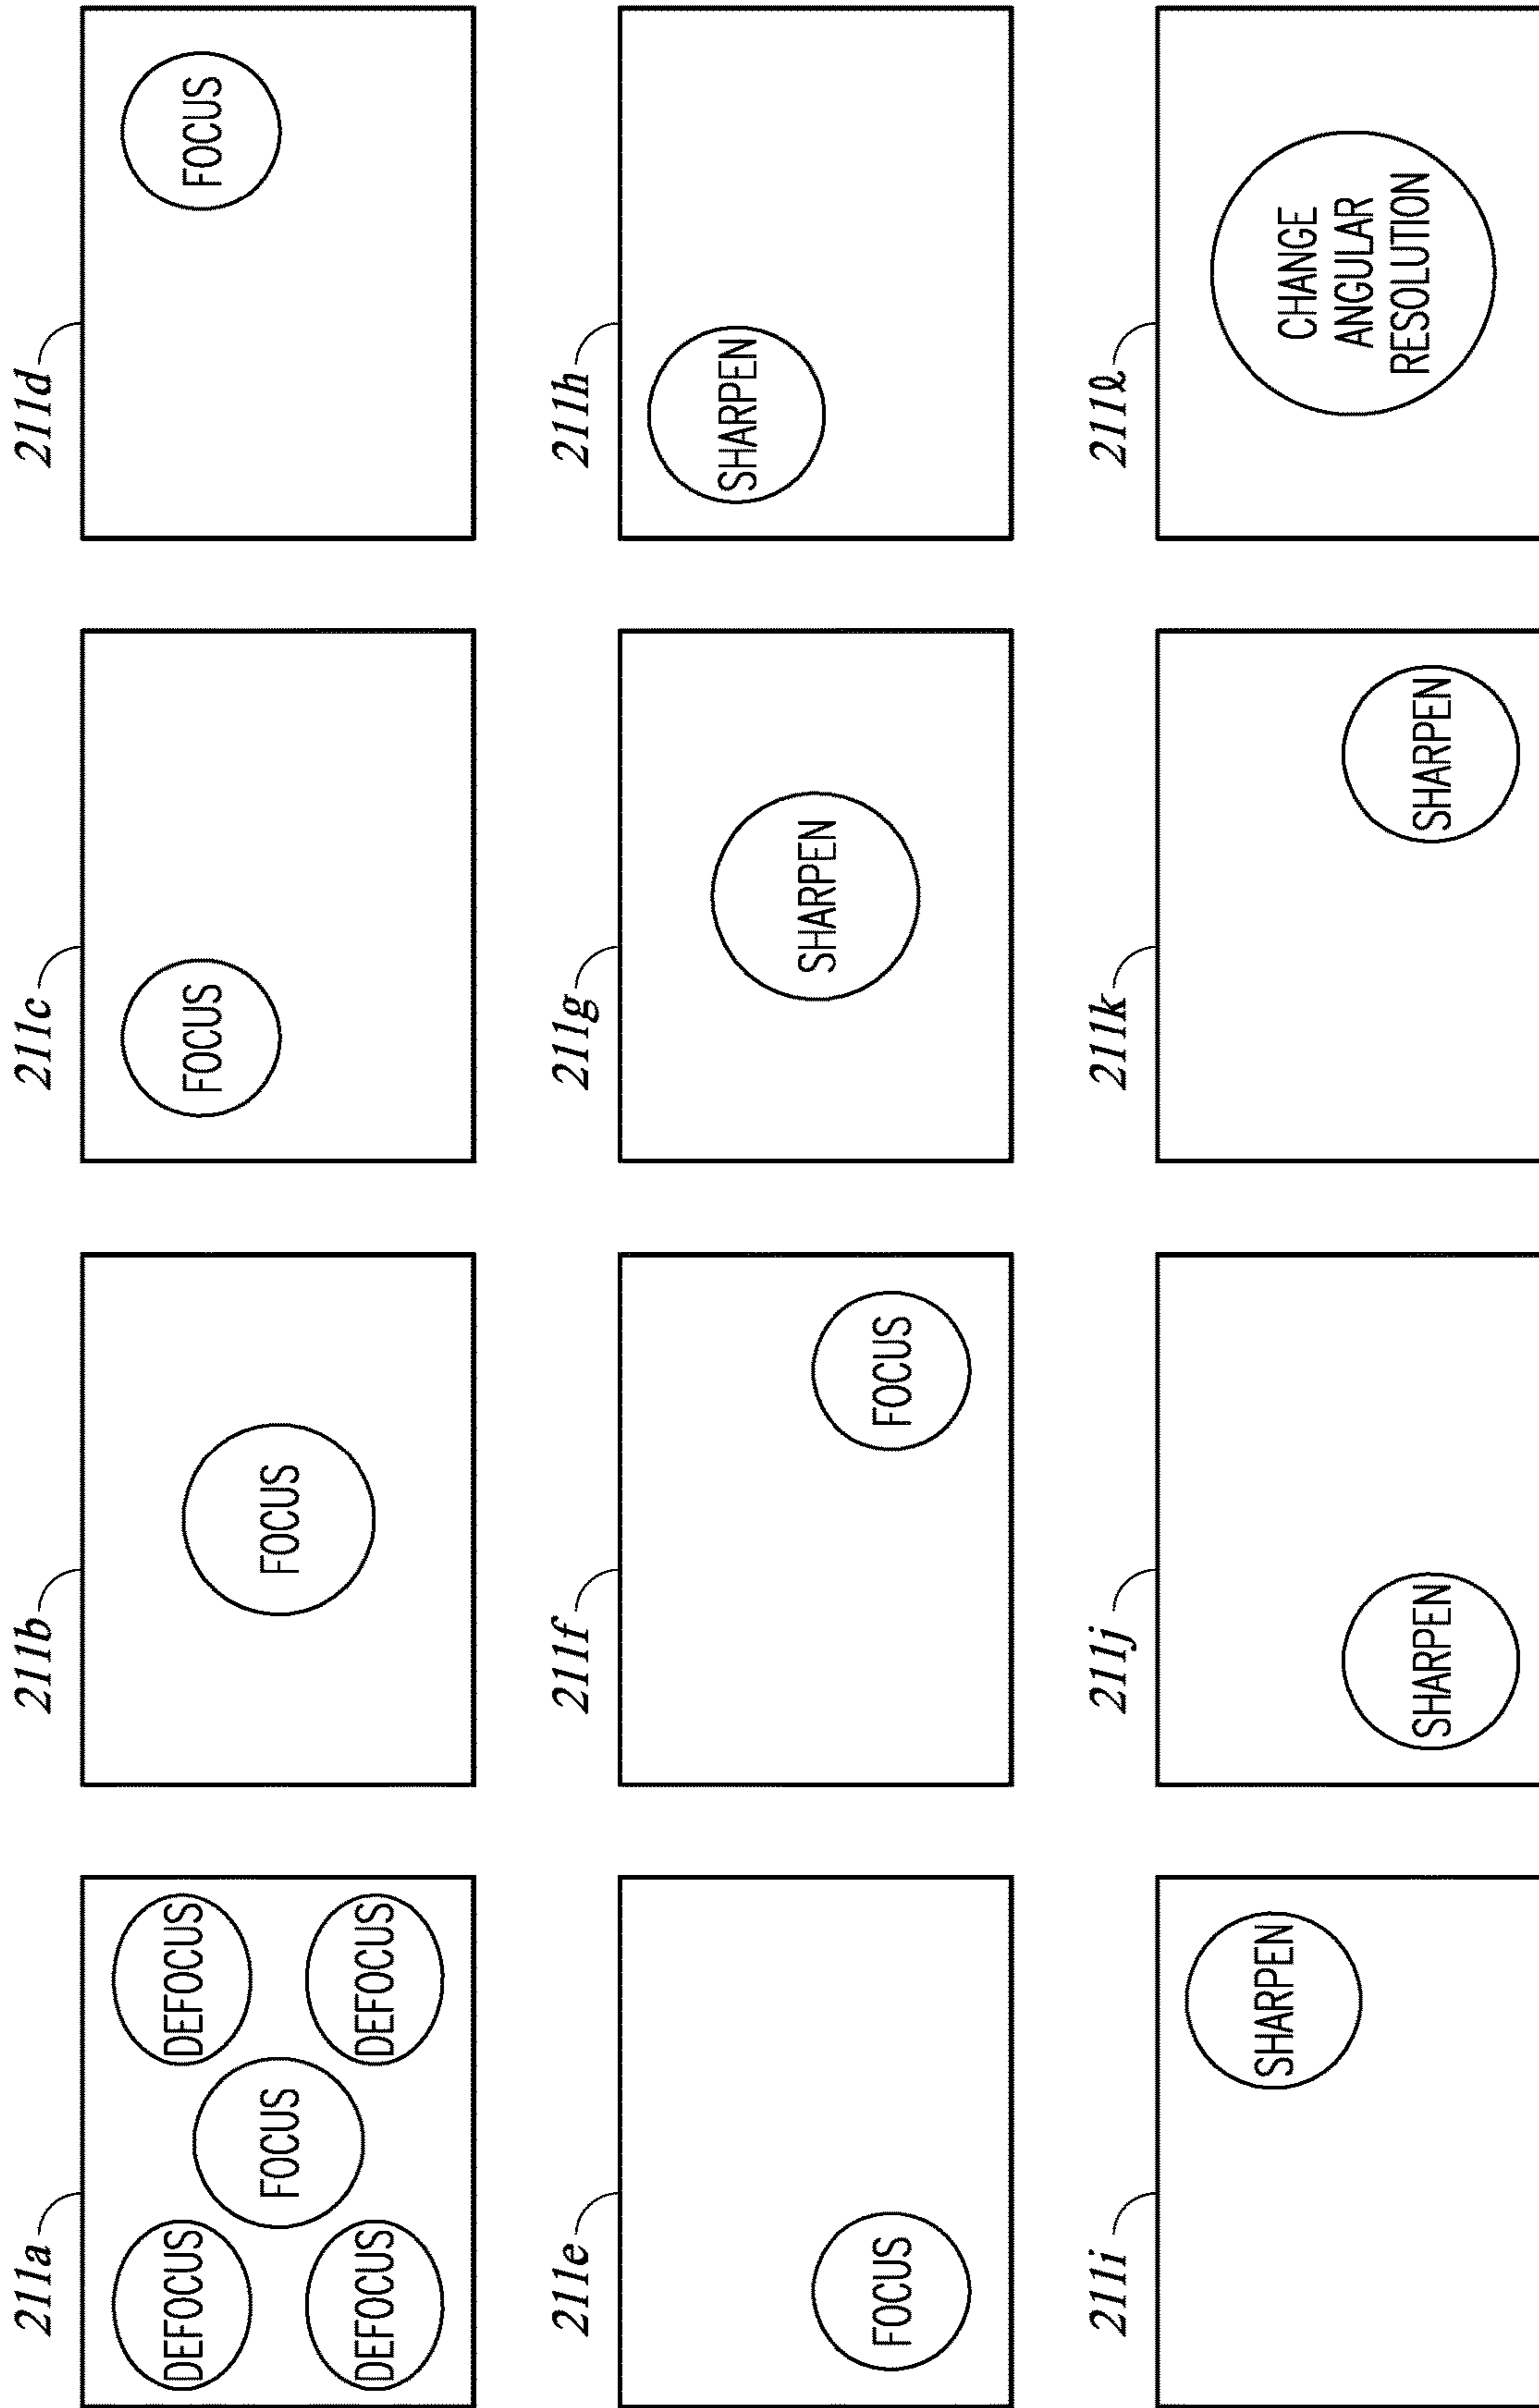 211a
DEFOCUS
DEFOCUS
FOCUS
DEFOCUS
DEFOCUS
211b
FOCUS
211c
FOCUS
211d
FOCUS
211e
FOCUS
211f
FOCUS
211g
SHARPEN
211h
SHARPEN
211i
SHARPEN
211j
SHARPEN
211k
SHARPEN
211ℓ
CHANGE
ANGULAR
RESOLUTION